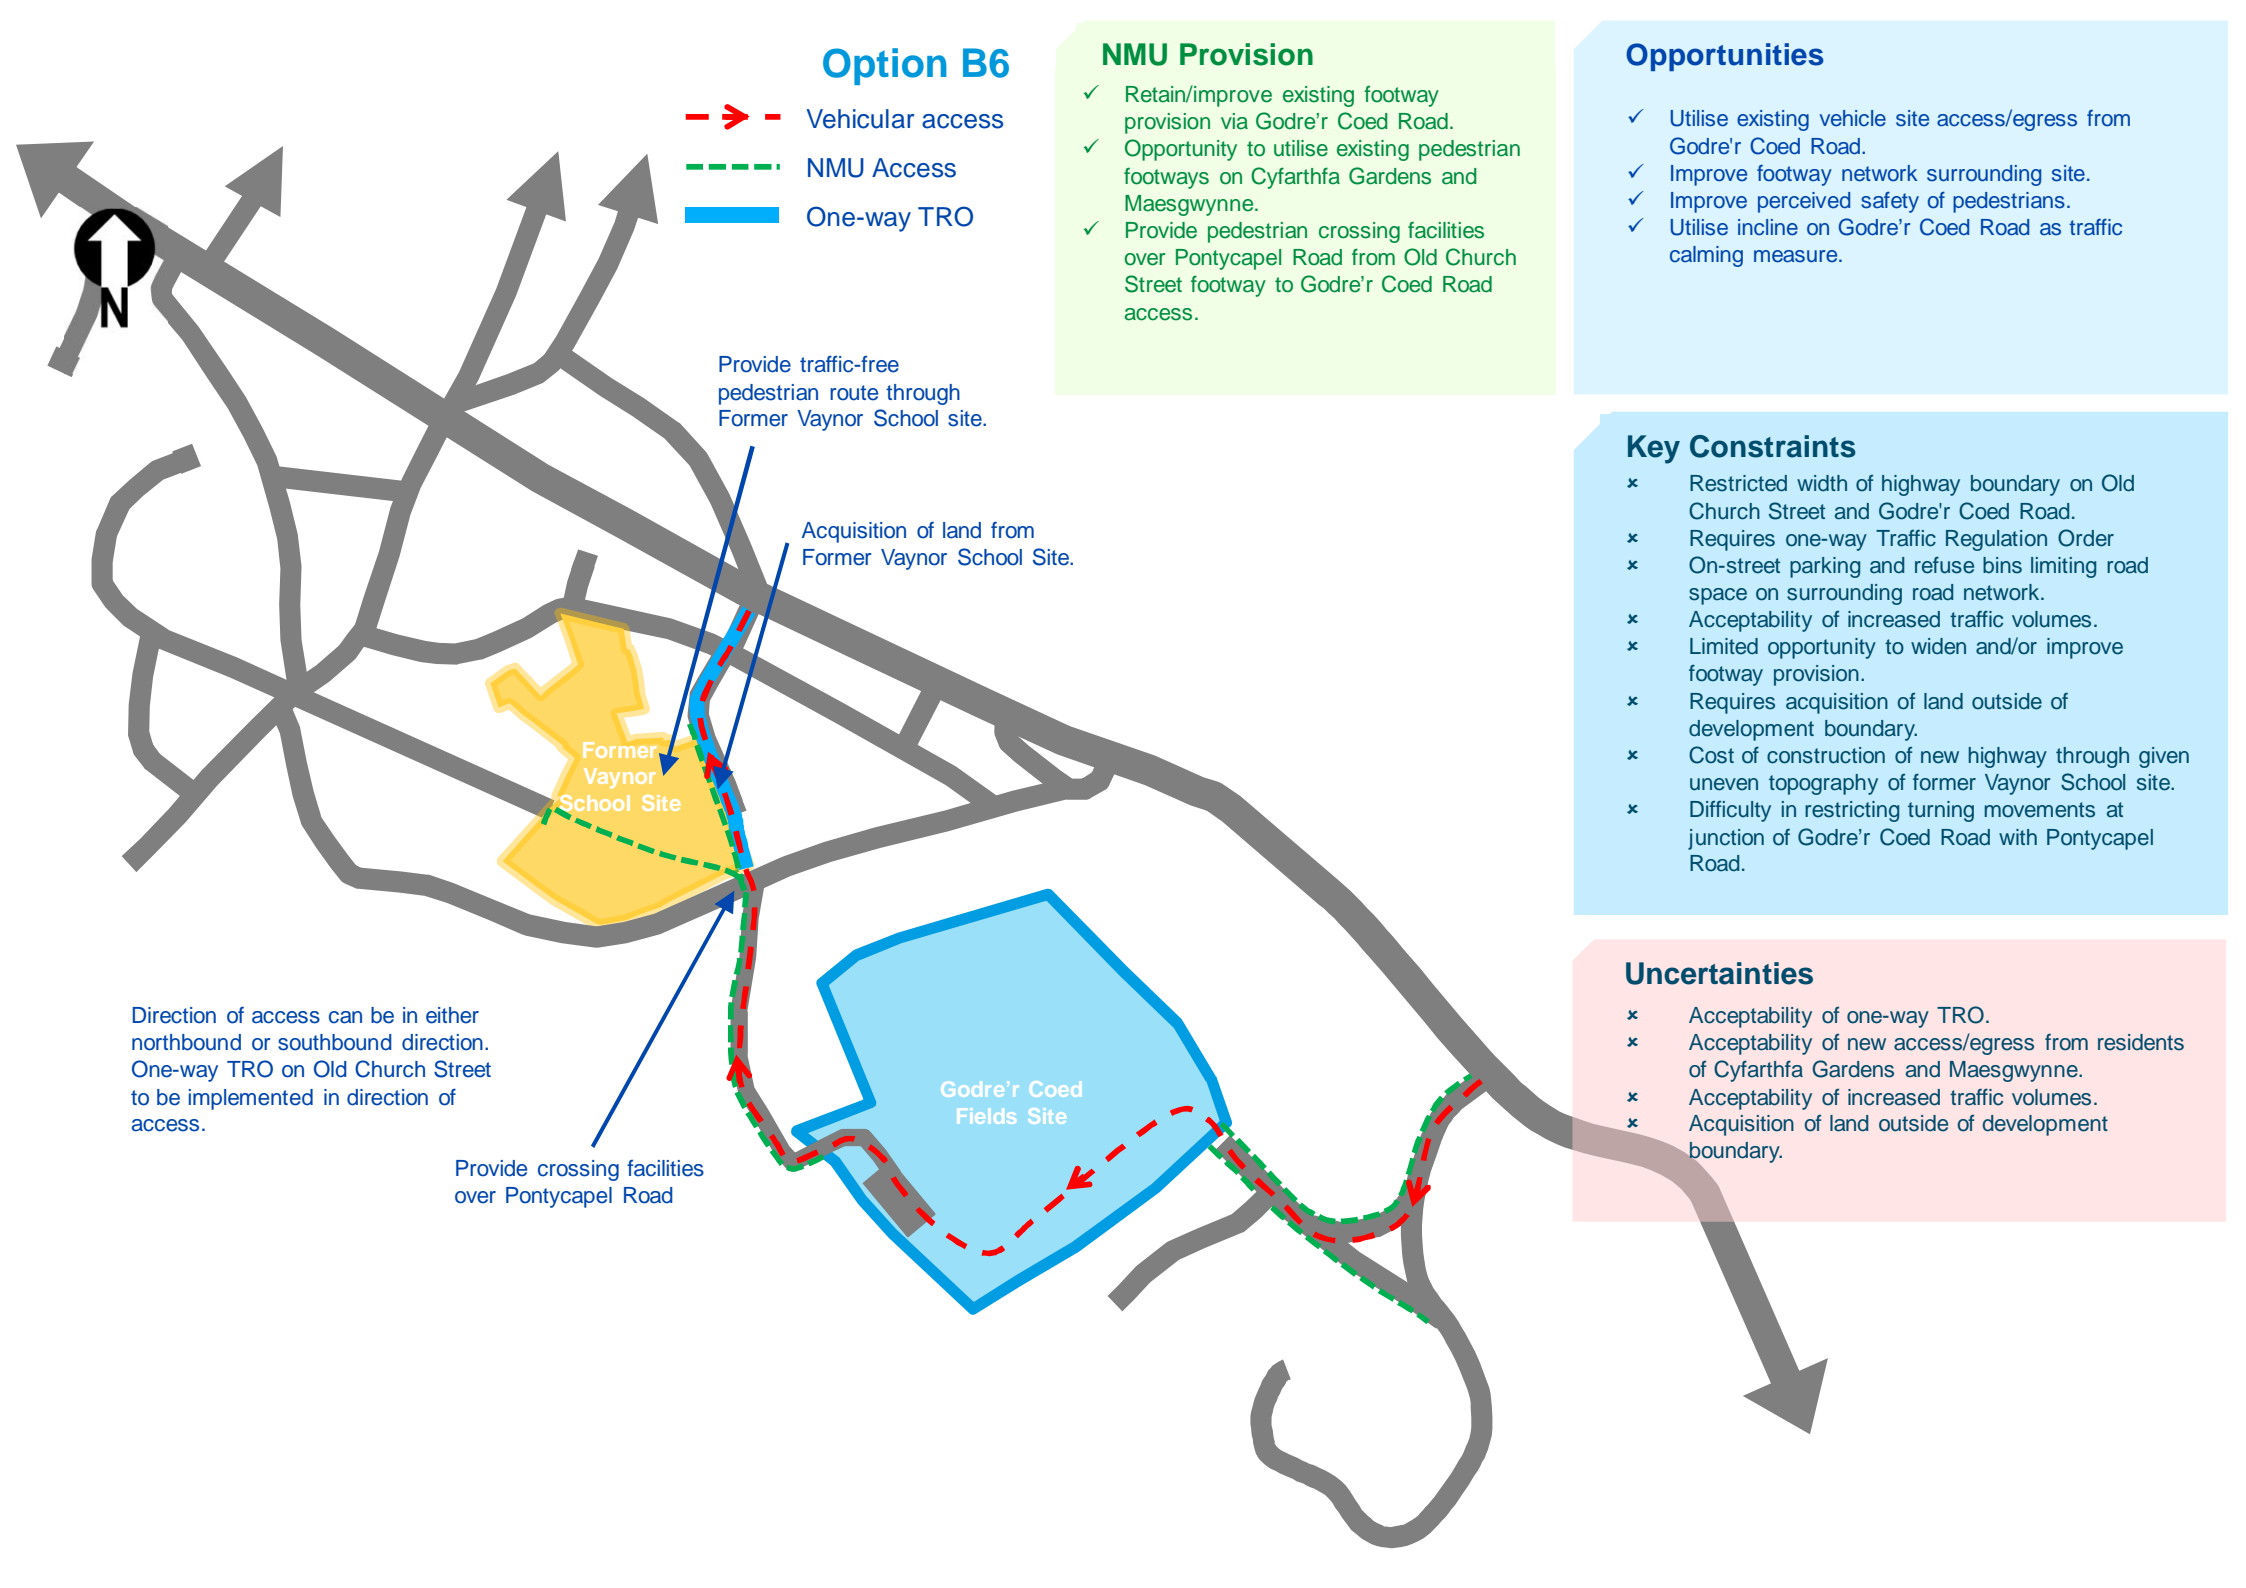 Option B6
Vehicular access
NMU Access
One-way TRO
N
NMU Provision
✓ Retain/improve existing footway
provision via Godre’r Coed Road.
✓ Opportunity to utilise existing pedestrian
footways on Cyfarthfa Gardens and
Maesgwynne.
✓ Provide pedestrian crossing facilities
over Pontycapel Road from Old Church
Street footway to Godre’r Coed Road
access.
Opportunities
✓ Utilise existing vehicle site access/egress from
Godre'r Coed Road.
✓ Improve footway network surrounding site.
✓ Improve perceived safety of pedestrians.
✓ Utilise incline on Godre’r Coed Road as traffic
calming measure.
Key Constraints
× Restricted width of highway boundary on Old
Church Street and Godre'r Coed Road.
× Requires one-way Traffic Regulation Order
× On-street parking and refuse bins limiting road
space on surrounding road network.
× Acceptability of increased traffic volumes.
× Limited opportunity to widen and/or improve
footway provision.
× Requires acquisition of land outside of
development boundary.
× Cost of construction of new highway through given
uneven topography of former Vaynor School site.
× Difficulty in restricting turning movements at
junction of Godre’r Coed Road with Pontycapel
Road.
Uncertainties
× Acceptability of one-way TRO.
× Acceptability of new access/egress from residents
of Cyfarthfa Gardens and Maesgwynne.
× Acceptability of increased traffic volumes.
× Acquisition of land outside of development
boundary.
Provide traffic-free
pedestrian route through
Former Vaynor School site.
Acquisition of land from
Former Vaynor School Site.
Former
Vaynor
School Site
Direction of access can be in either
northbound or southbound direction.
One-way TRO on Old Church Street
to be implemented in direction of
access.
Godre’r Coed
Fields Site
Provide crossing facilities
over Pontycapel Road